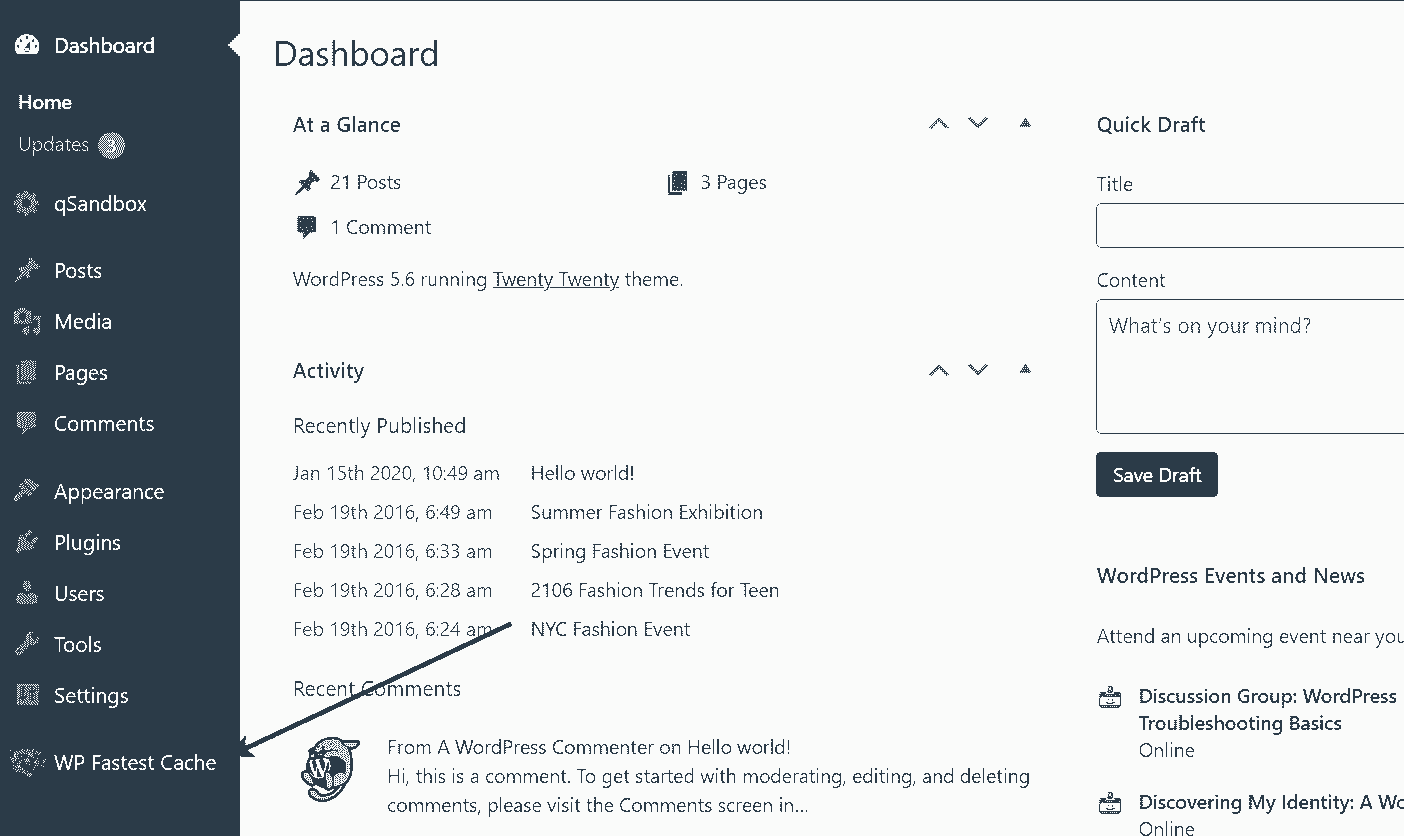 Dashboard
Home
Updates 3
qSandbox
Posts
Media
Pages
Comments
Appearance
Plugins
Users
Tools
Settings
WP Fastest Cache
Dashboard
At a Glance
21 Posts
3 Pages
1 Comment
WordPress 5.6 running Twenty Twenty theme.
Activity
Recently Published
Jan 15th 2020, 10:49 am Hello world!
Feb 19th 2016, 6:49 am Summer Fashion Exhibition
Feb 19th 2016, 6:33 am Spring Fashion Event
Feb 19th 2016, 6:28 am 2106 Fashion Trends for Teen
Feb 19th 2016, 6:24 am NYC Fashion Event
Recent Comments
From A WordPress Commenter on Hello world!
Hi, this is a comment. To get started with moderating, editing, and deleting
comments, please visit the Comments screen in...
Quick Draft
Title
Content
What's on your mind?
Save Draft
WordPress Events and News
Attend an upcoming event near you
Discussion Group: WordPress
Troubleshooting Basics
Online
Discovering My Identity: A Wo
Online